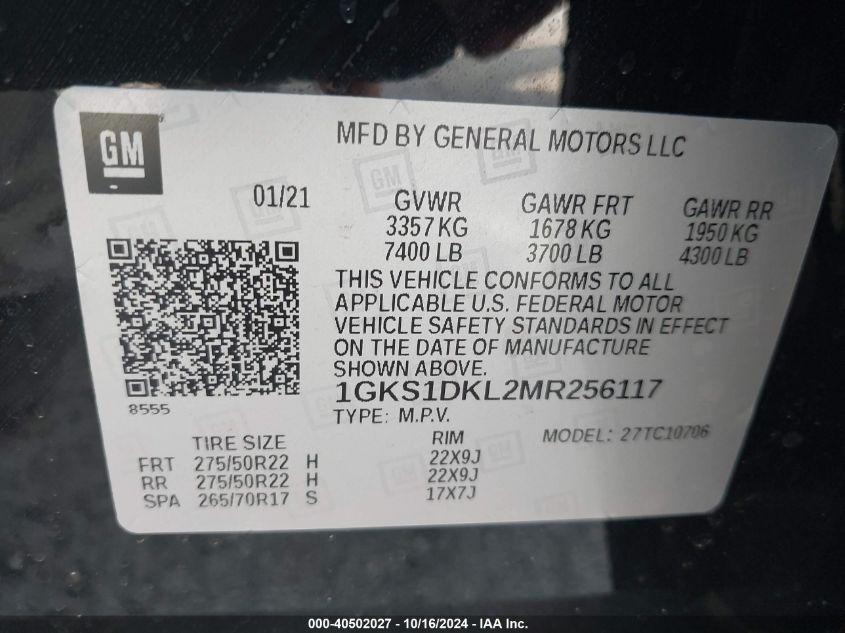 GM
MFD BY GENERAL MOTORS LLC
01/21
GVWR GAWR FRT GAWR RR
3357 KG 1678 KG 1950 KG
7400 LB 3700 LB 4300 LB
THIS VEHICLE CONFORMS TO ALL
APPLICABLE U.S. FEDERAL MOTOR
VEHICLE SAFETY STANDARDS IN EFFECT
ON THE DATE OF MANUFACTURE
SHOWN ABOVE.
1GKS1DKL2MR256117
8555
TYPE: M.P.V.
TIRE SIZE RIM MODEL: 27TC10706
FRT 275/50R22 H 22X9J
RR 275/50R22 H 22X9J
SPA 265/70R17 S 17X7J
000-40502027 - 10/16/2024 - IAA Inc.